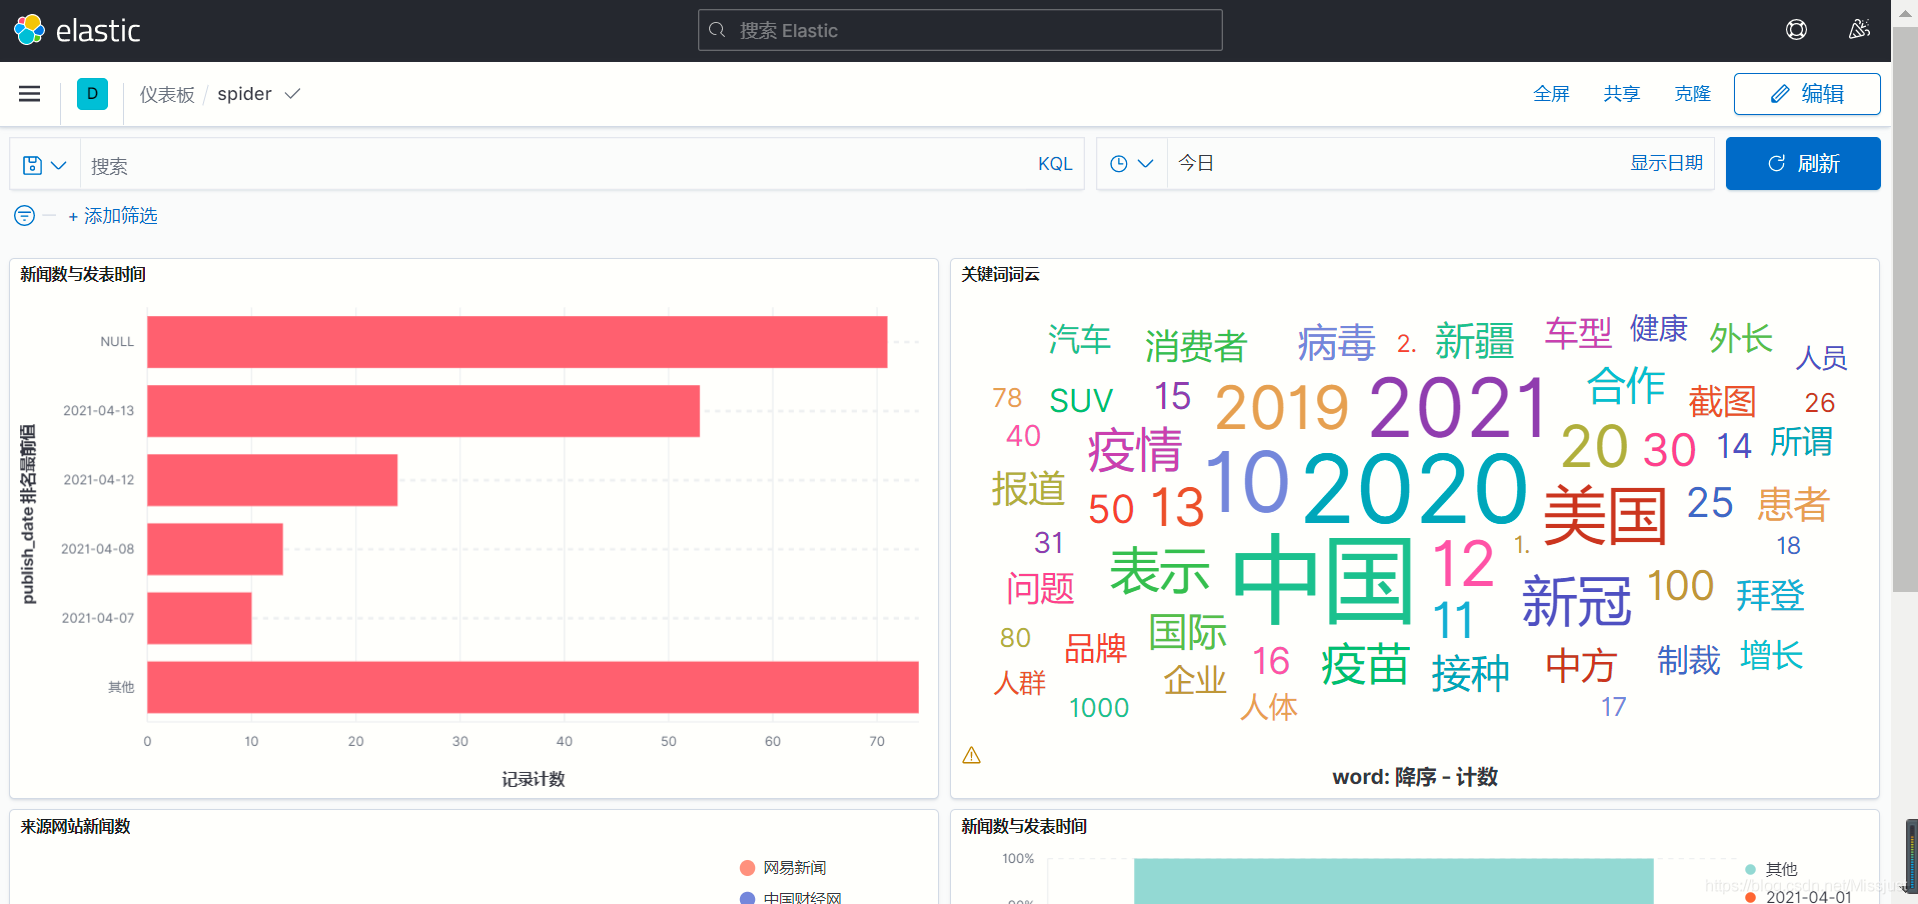 elastic
搜索 Elastic
D
仪表板 / spider
全屏 共享 克隆 编辑
搜索 KQL
今日 显示日期
刷新
+ 添加筛选
新闻数与发表时间
publish_date 排名最前值
NULL
2021-04-13
2021-04-12
2021-04-08
2021-04-07
其他
0 10 20 30 40 50 60 70
记录计数
关键词词云
汽车 消费者 病毒 2. 新疆 车型 健康 外长 人员
78 SUV 15 2019 2021 合作 截图 26
40 疫情 10 2020 20 30 14 所谓
报道 50 13 美国 25 患者
31 表示 中国 12 1. 18
问题 11 新冠 100 拜登
80 品牌 国际 16 疫苗 接种 中方 制裁 增长
人群 企业 1000 人体 17
word: 降序 - 计数
来源网站新闻数
网易新闻
中国财经网
新闻数与发表时间
100%
90%
其他
2021-04-01